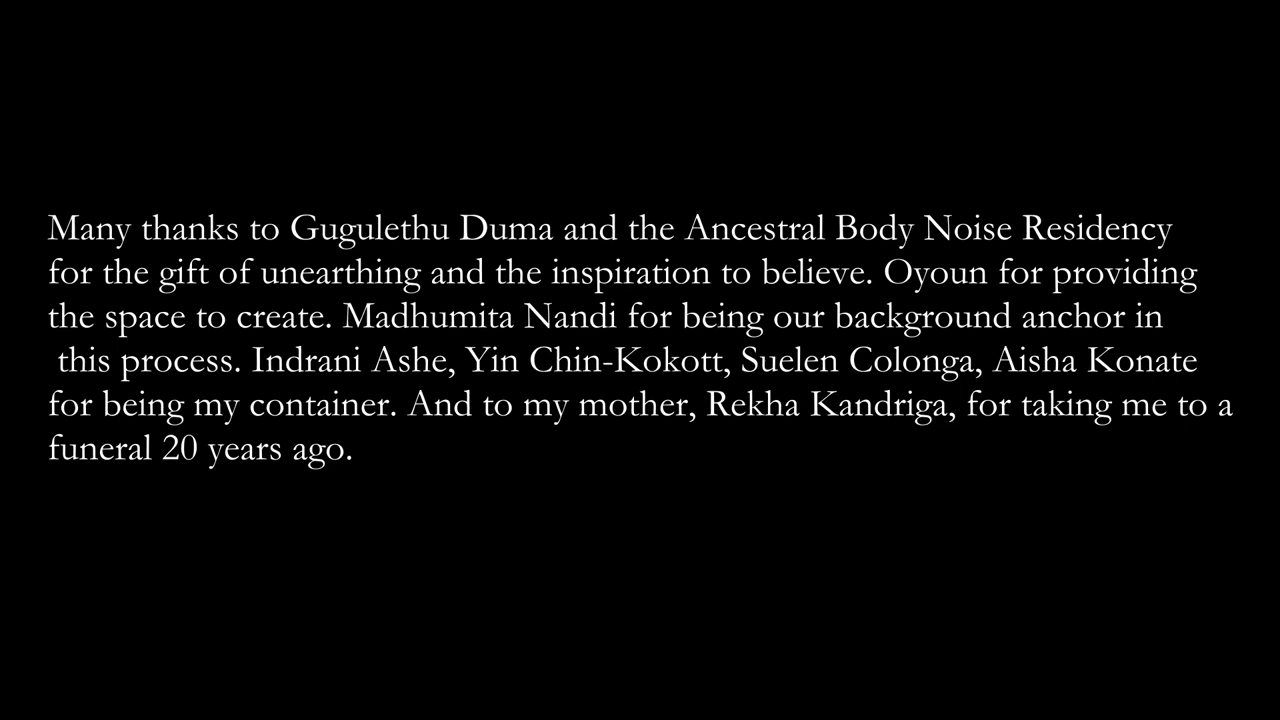 Many thanks to Gugulethu Duma and the Ancestral Body Noise Residency
for the gift of unearthing and the inspiration to believe. Oyoun for providing
the space to create. Madhumita Nandi for being our background anchor in
this process. Indrani Ashe, Yin Chin-Kokott, Suelen Colonga, Aisha Konate
for being my container. And to my mother, Rekha Kandriga, for taking me to a
funeral 20 years ago.